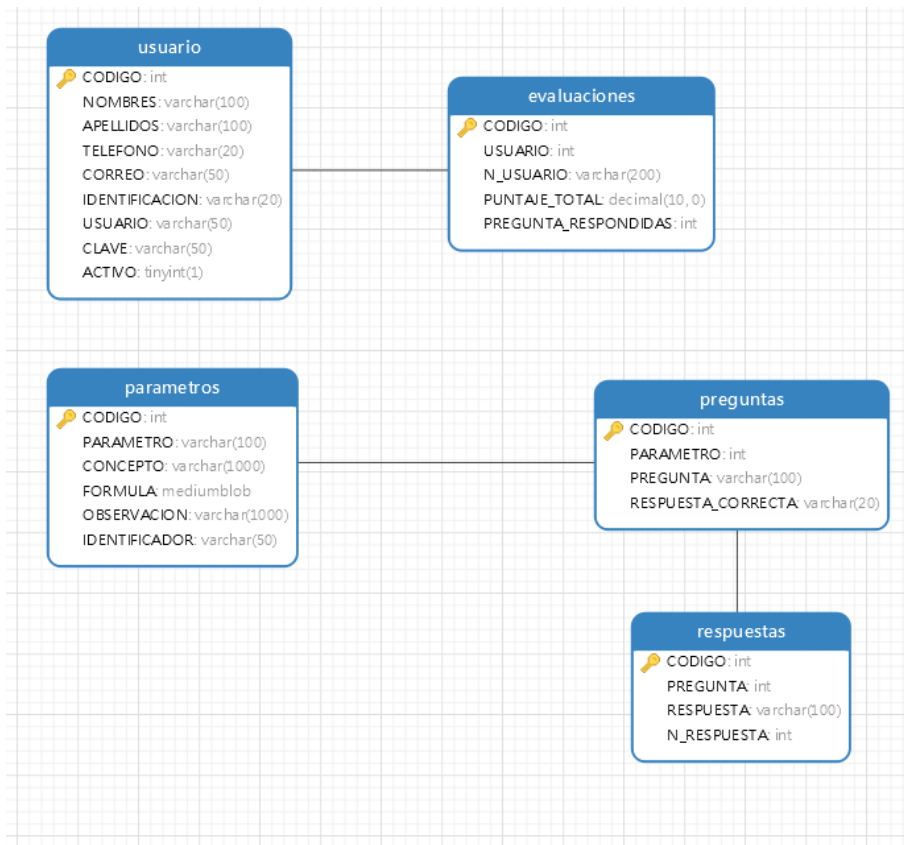 usuario
CODIGO: int
NOMBRES: varchar(100)
APELLIDOS: varchar(100)
TELEFONO: varchar(20)
CORREO: varchar(50)
IDENTIFICACION: varchar(20)
USUARIO: varchar(50)
CLAVE: varchar(50)
ACTIVO: tinyint(1)
evaluaciones
CODIGO: int
USUARIO: int
N_USUARIO: varchar(200)
PUNTAJE_TOTAL: decimal(10, 0)
PREGUNTA_RESPONDIDAS: int
parametros
CODIGO: int
PARAMETRO: varchar(100)
CONCEPTO: varchar(1000)
FORMULA: mediumblob
OBSERVACION: varchar(1000)
IDENTIFICADOR: varchar(50)
preguntas
CODIGO: int
PARAMETRO: int
PREGUNTA: varchar(100)
RESPUESTA_CORRECTA: varchar(20)
respuestas
CODIGO: int
PREGUNTA: int
RESPUESTA: varchar(100)
N_RESPUESTA: int